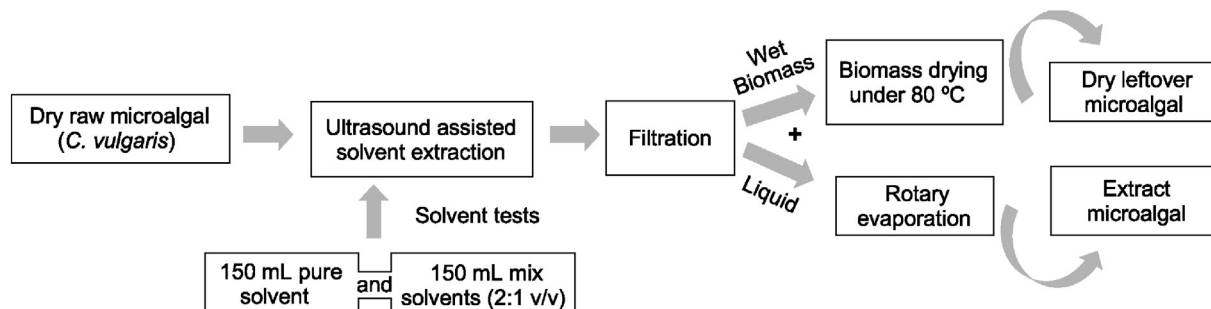 Dry raw microalgal
(C. vulgaris)
Ultrasound assisted
solvent extraction
Solvent tests
150 mL pure
solvent
and
150 mL mix
solvents (2:1 v/v)
Filtration
Wet
Biomass
+
Liquid
Biomass drying
under 80 ºC
Dry leftover
microalgal
Rotary
evaporation
Extract
microalgal